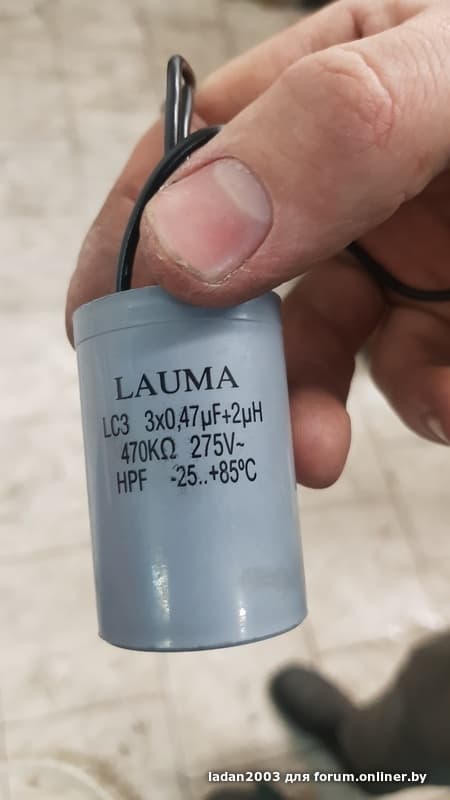 LAUMA
LC3 3x0,47µF+2µH
470KΩ 275V~
HPF -25..+85ºC
ladan2003 для forum.onliner.by